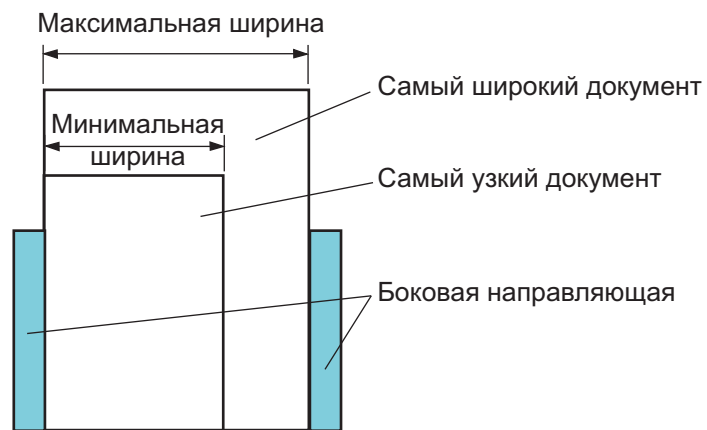 Максимальная ширина
Самый широкий документ
Минимальная
ширина
Самый узкий документ
Боковая направляющая